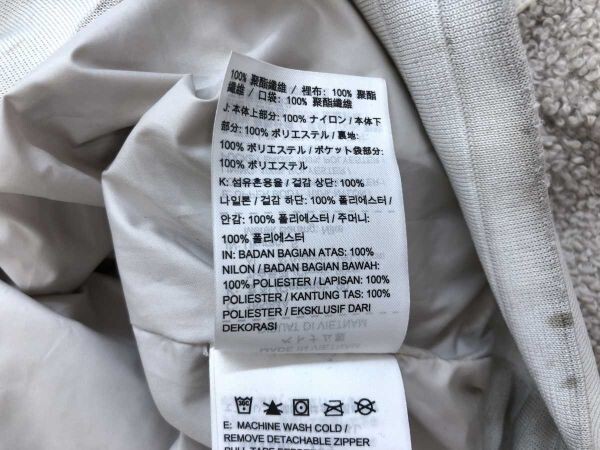 100% 聚酯纖維 / 裡布: 100% 聚酯
纖維 / 口袋: 100% 聚酯纖維
J: 本体上部分: 100% ナイロン / 本体下
部分: 100% ポリエステル / 裏地:
100% ポリエステル / ポケット袋部分:
100% ポリエステル
K: 섬유혼용율 / 겉감 상단: 100%
나일론 / 겉감 하단: 100% 폴리에스터 /
안감: 100% 폴리에스터 / 주머니:
100% 폴리에스터
IN: BADAN BAGIAN ATAS: 100%
NILON / BADAN BAGIAN BAWAH:
100% POLIESTER / LAPISAN: 100%
POLIESTER / KANTUNG TAS: 100%
POLIESTER / EKSKLUSIF DARI
DEKORASI
E: MACHINE WASH COLD /
REMOVE DETACHABLE ZIPPER